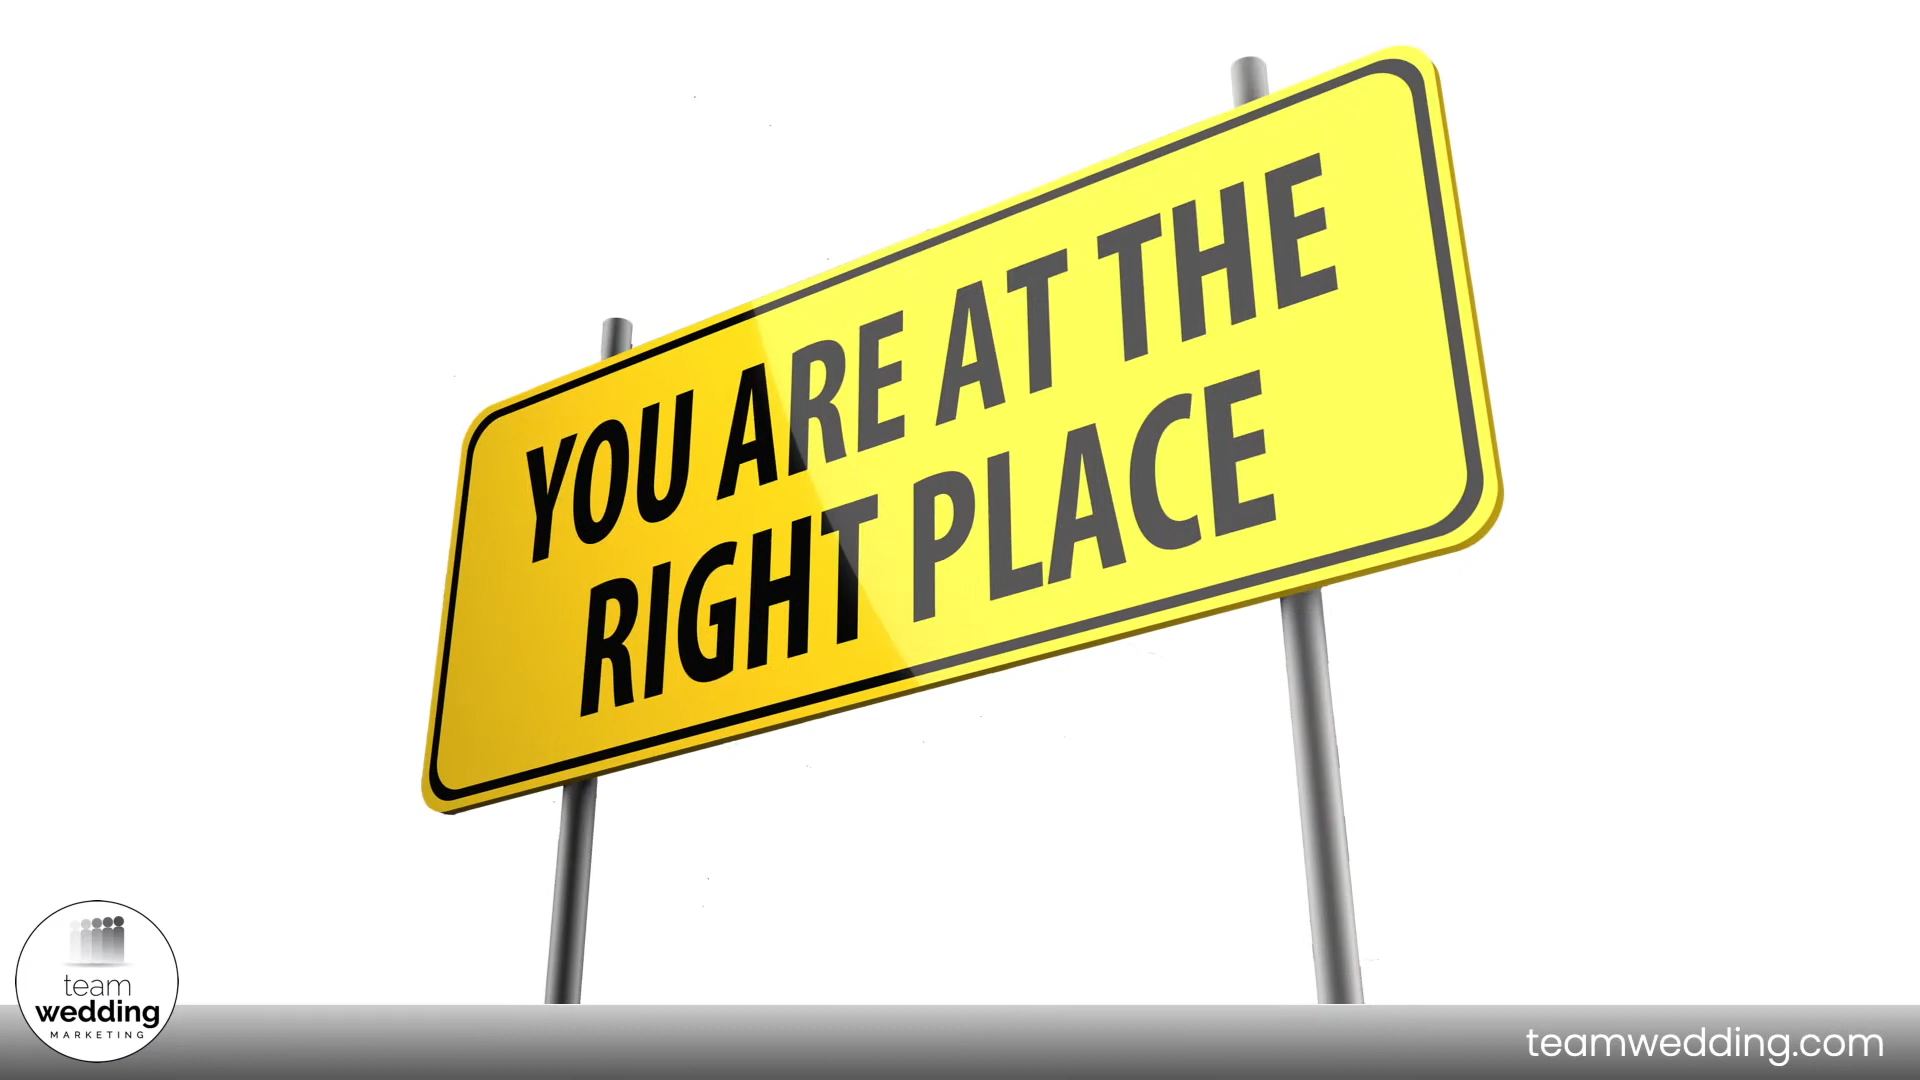 YOU ARE AT THE
RIGHT PLACE
team
wedding
MARKETING
teamwedding.com